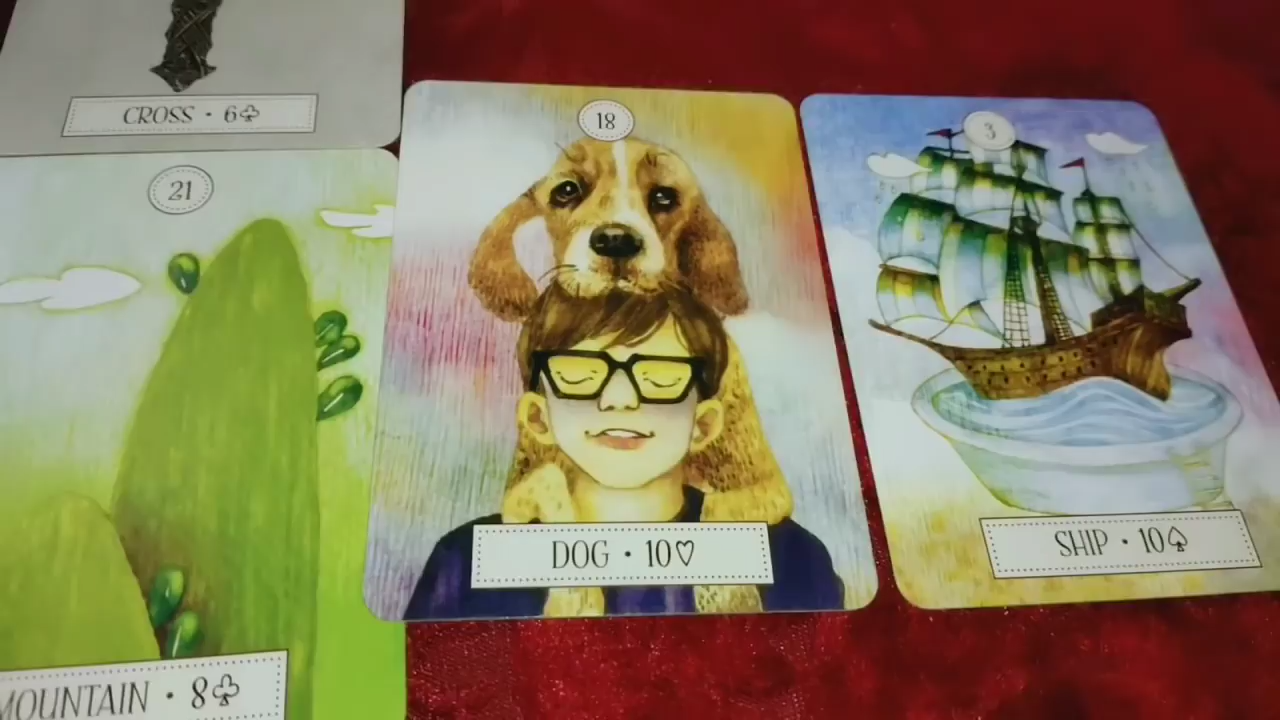 CROSS • 6♧
21
MOUNTAIN • 8♧
18
DOG • 10♡
3
SHIP • 10♤